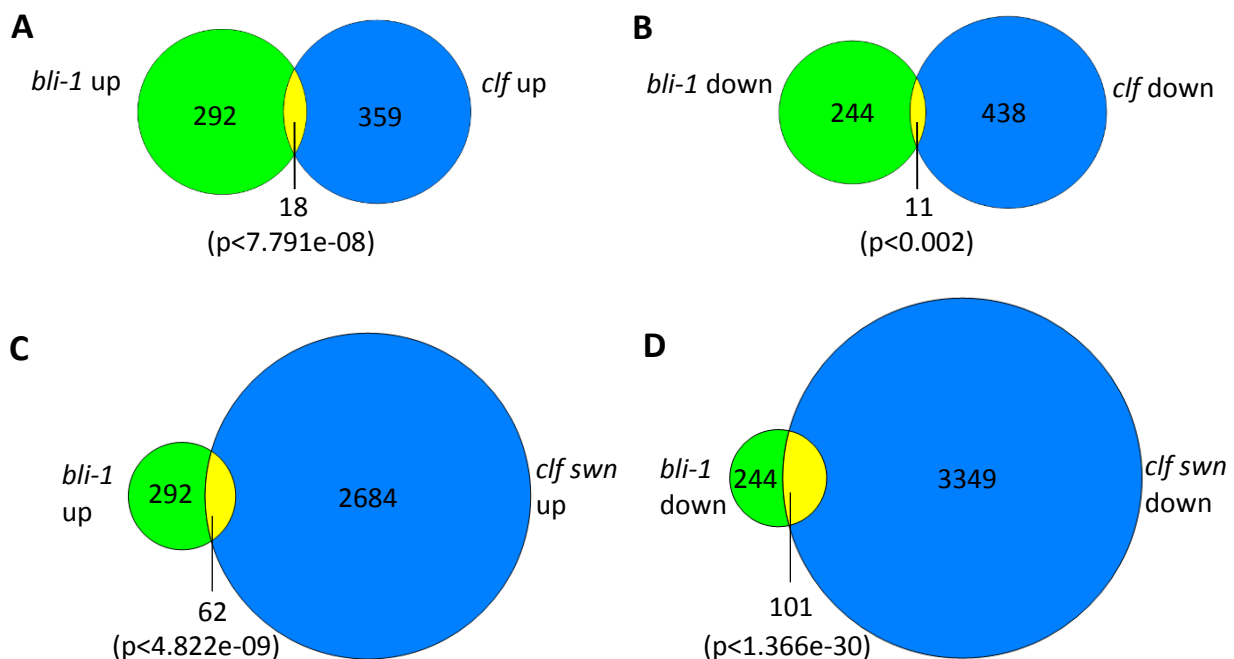 A
bli-1 up
292
359
clf up
18
(p<7.791e-08)
B
bli-1 down
244
438
clf down
11
(p<0.002)
C
bli-1
up
292
2684
clf swn
up
62
(p<4.822e-09)
D
bli-1
down
244
3349
clf swn
down
101
(p<1.366e-30)